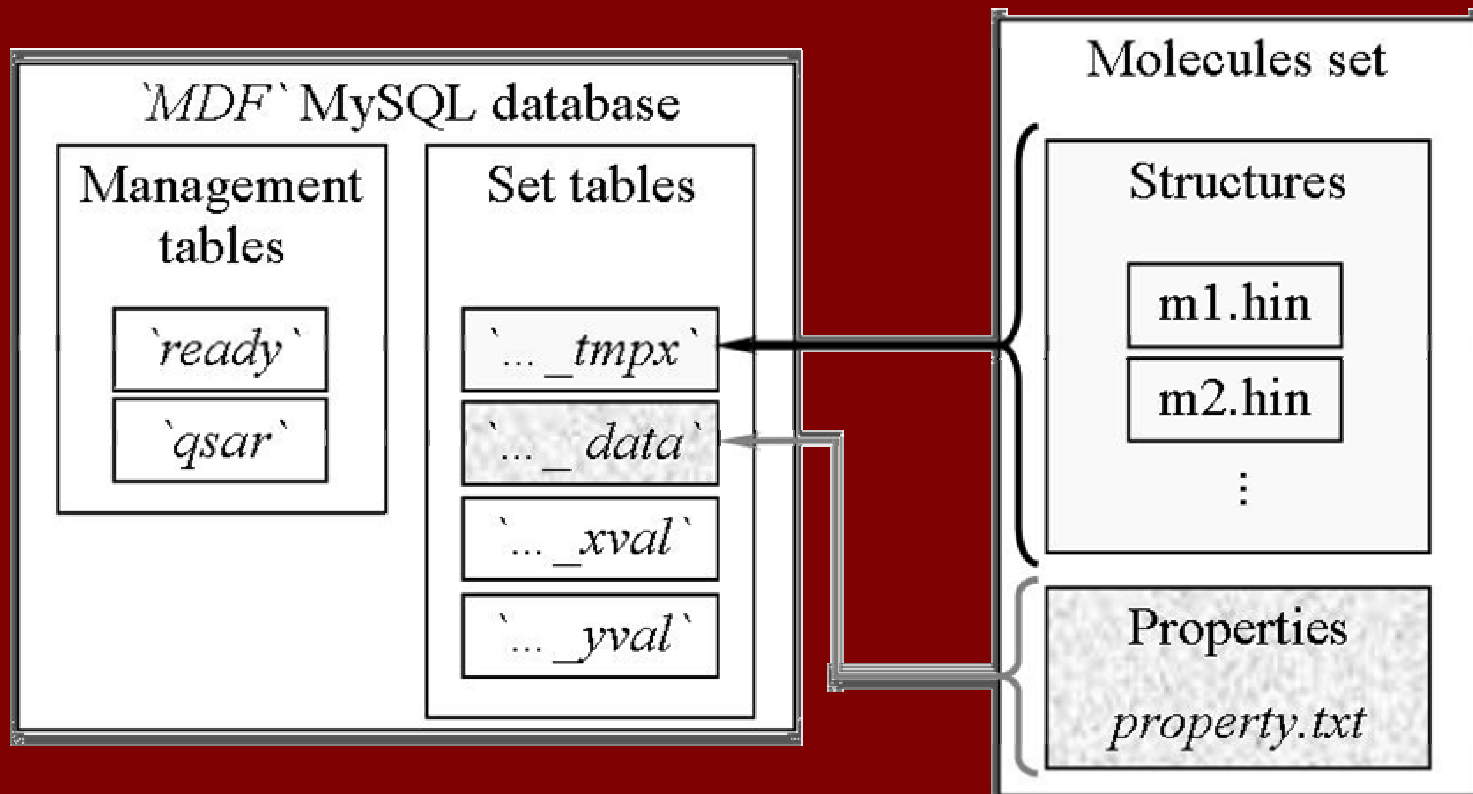 `MDF` MySQL database
Management
tables
`ready`
`qsar`
Set tables
`... _tmpx`
`... _data`
`... _xval`
`... _yval`
Molecules set
Structures
m1.hin
m2.hin
⋮
Properties
property.txt